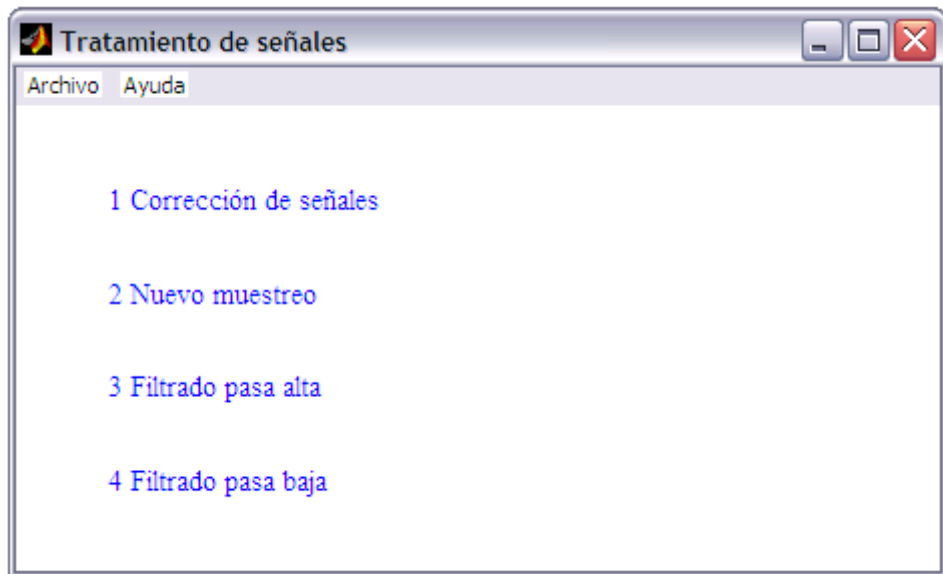 Tratamiento de señales
Archivo Ayuda
1 Corrección de señales
2 Nuevo muestreo
3 Filtrado pasa alta
4 Filtrado pasa baja